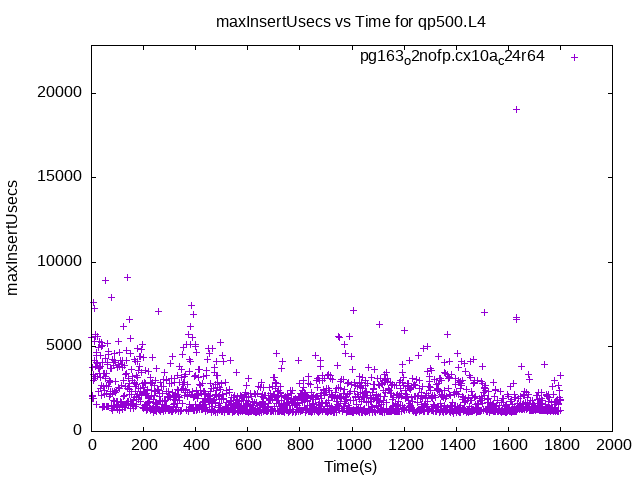 maxInsertUsecs vs Time for qp500.L4
pg163o2nofp.cx10ac24r64
20000
15000
10000
5000
0
maxInsertUsecs
0 200 400 600 800 1000 1200 1400 1600 1800 2000
Time(s)